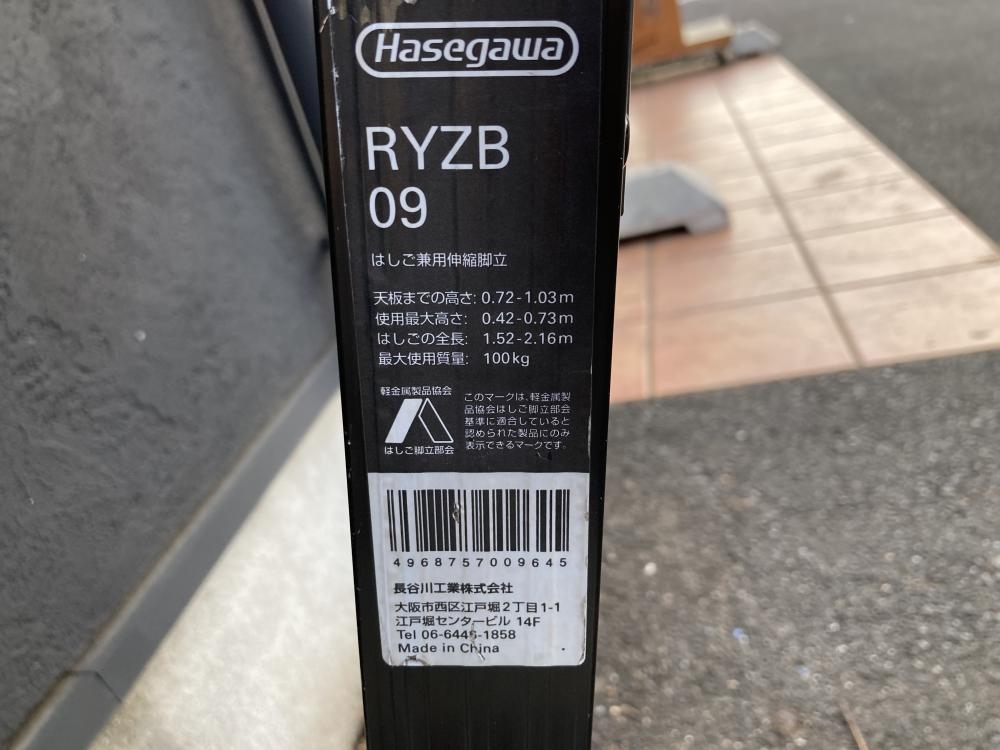 Hasegawa
RYZB
09
はしご兼用伸縮脚立
天板までの高さ: 0.72-1.03m
使用最大高さ: 0.42-0.73m
はしごの全長: 1.52-2.16m
最大使用質量: 100kg
軽金属製品協会
はしご脚立部会
このマークは、軽金属製
品協会はしご脚立部会
基準に適合していると
認められた製品にのみ
表示できるマークです。
4968757009645
長谷川工業株式会社
大阪市西区江戸堀2丁目1-1
江戸堀センタービル 14F
Tel 06-6446-1858
Made in China